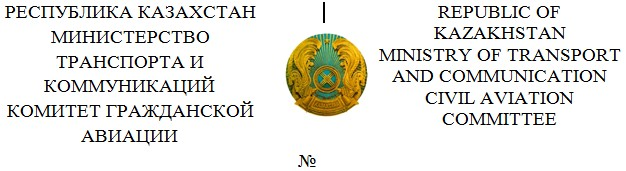 РЕСПУБЛИКА КАЗАХСТАН
МИНИСТЕРСТВО
ТРАНСПОРТА И
КОММУНИКАЦИЙ
КОМИТЕТ ГРАЖДАНСКОЙ
АВИАЦИИ
REPUBLIC OF
KAZAKHSTAN
MINISTRY OF TRANSPORT
AND COMMUNICATION
CIVIL AVIATION
COMMITTEE
№